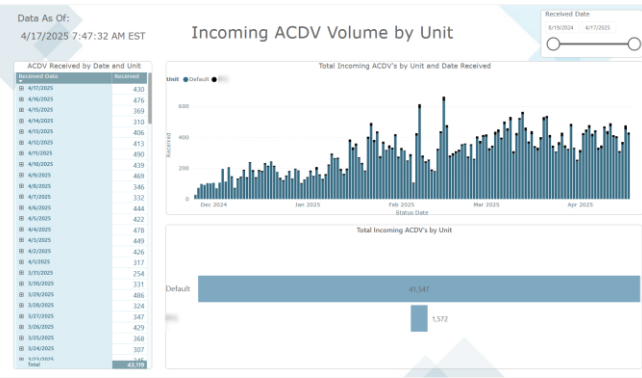 Data As Of:
4/17/2025 7:47:32 AM EST
Incoming ACDV Volume by Unit
Received Date
8/19/2024 4/17/2025
ACDV Received by Date and Unit
Received Date Received
4/17/2025 430
4/16/2025 476
4/15/2025 369
4/14/2025 310
4/13/2025 406
4/12/2025 413
4/11/2025 490
4/10/2025 439
4/9/2025 469
4/8/2025 346
4/7/2025 332
4/6/2025 444
4/5/2025 422
4/4/2025 478
4/3/2025 449
4/2/2025 426
4/1/2025 317
3/31/2025 254
3/30/2025 331
3/29/2025 486
3/28/2025 324
3/27/2025 347
3/26/2025 429
3/25/2025 368
3/24/2025 307
3/23/2025 345
Total 43,119
Total Incoming ACDV's by Unit and Date Received
Unit Default
Received
600
400
200
0
Dec 2024 Jan 2025 Feb 2025 Mar 2025 Apr 2025
Status Date
Total Incoming ACDV's by Unit
Default 41,547
1,572